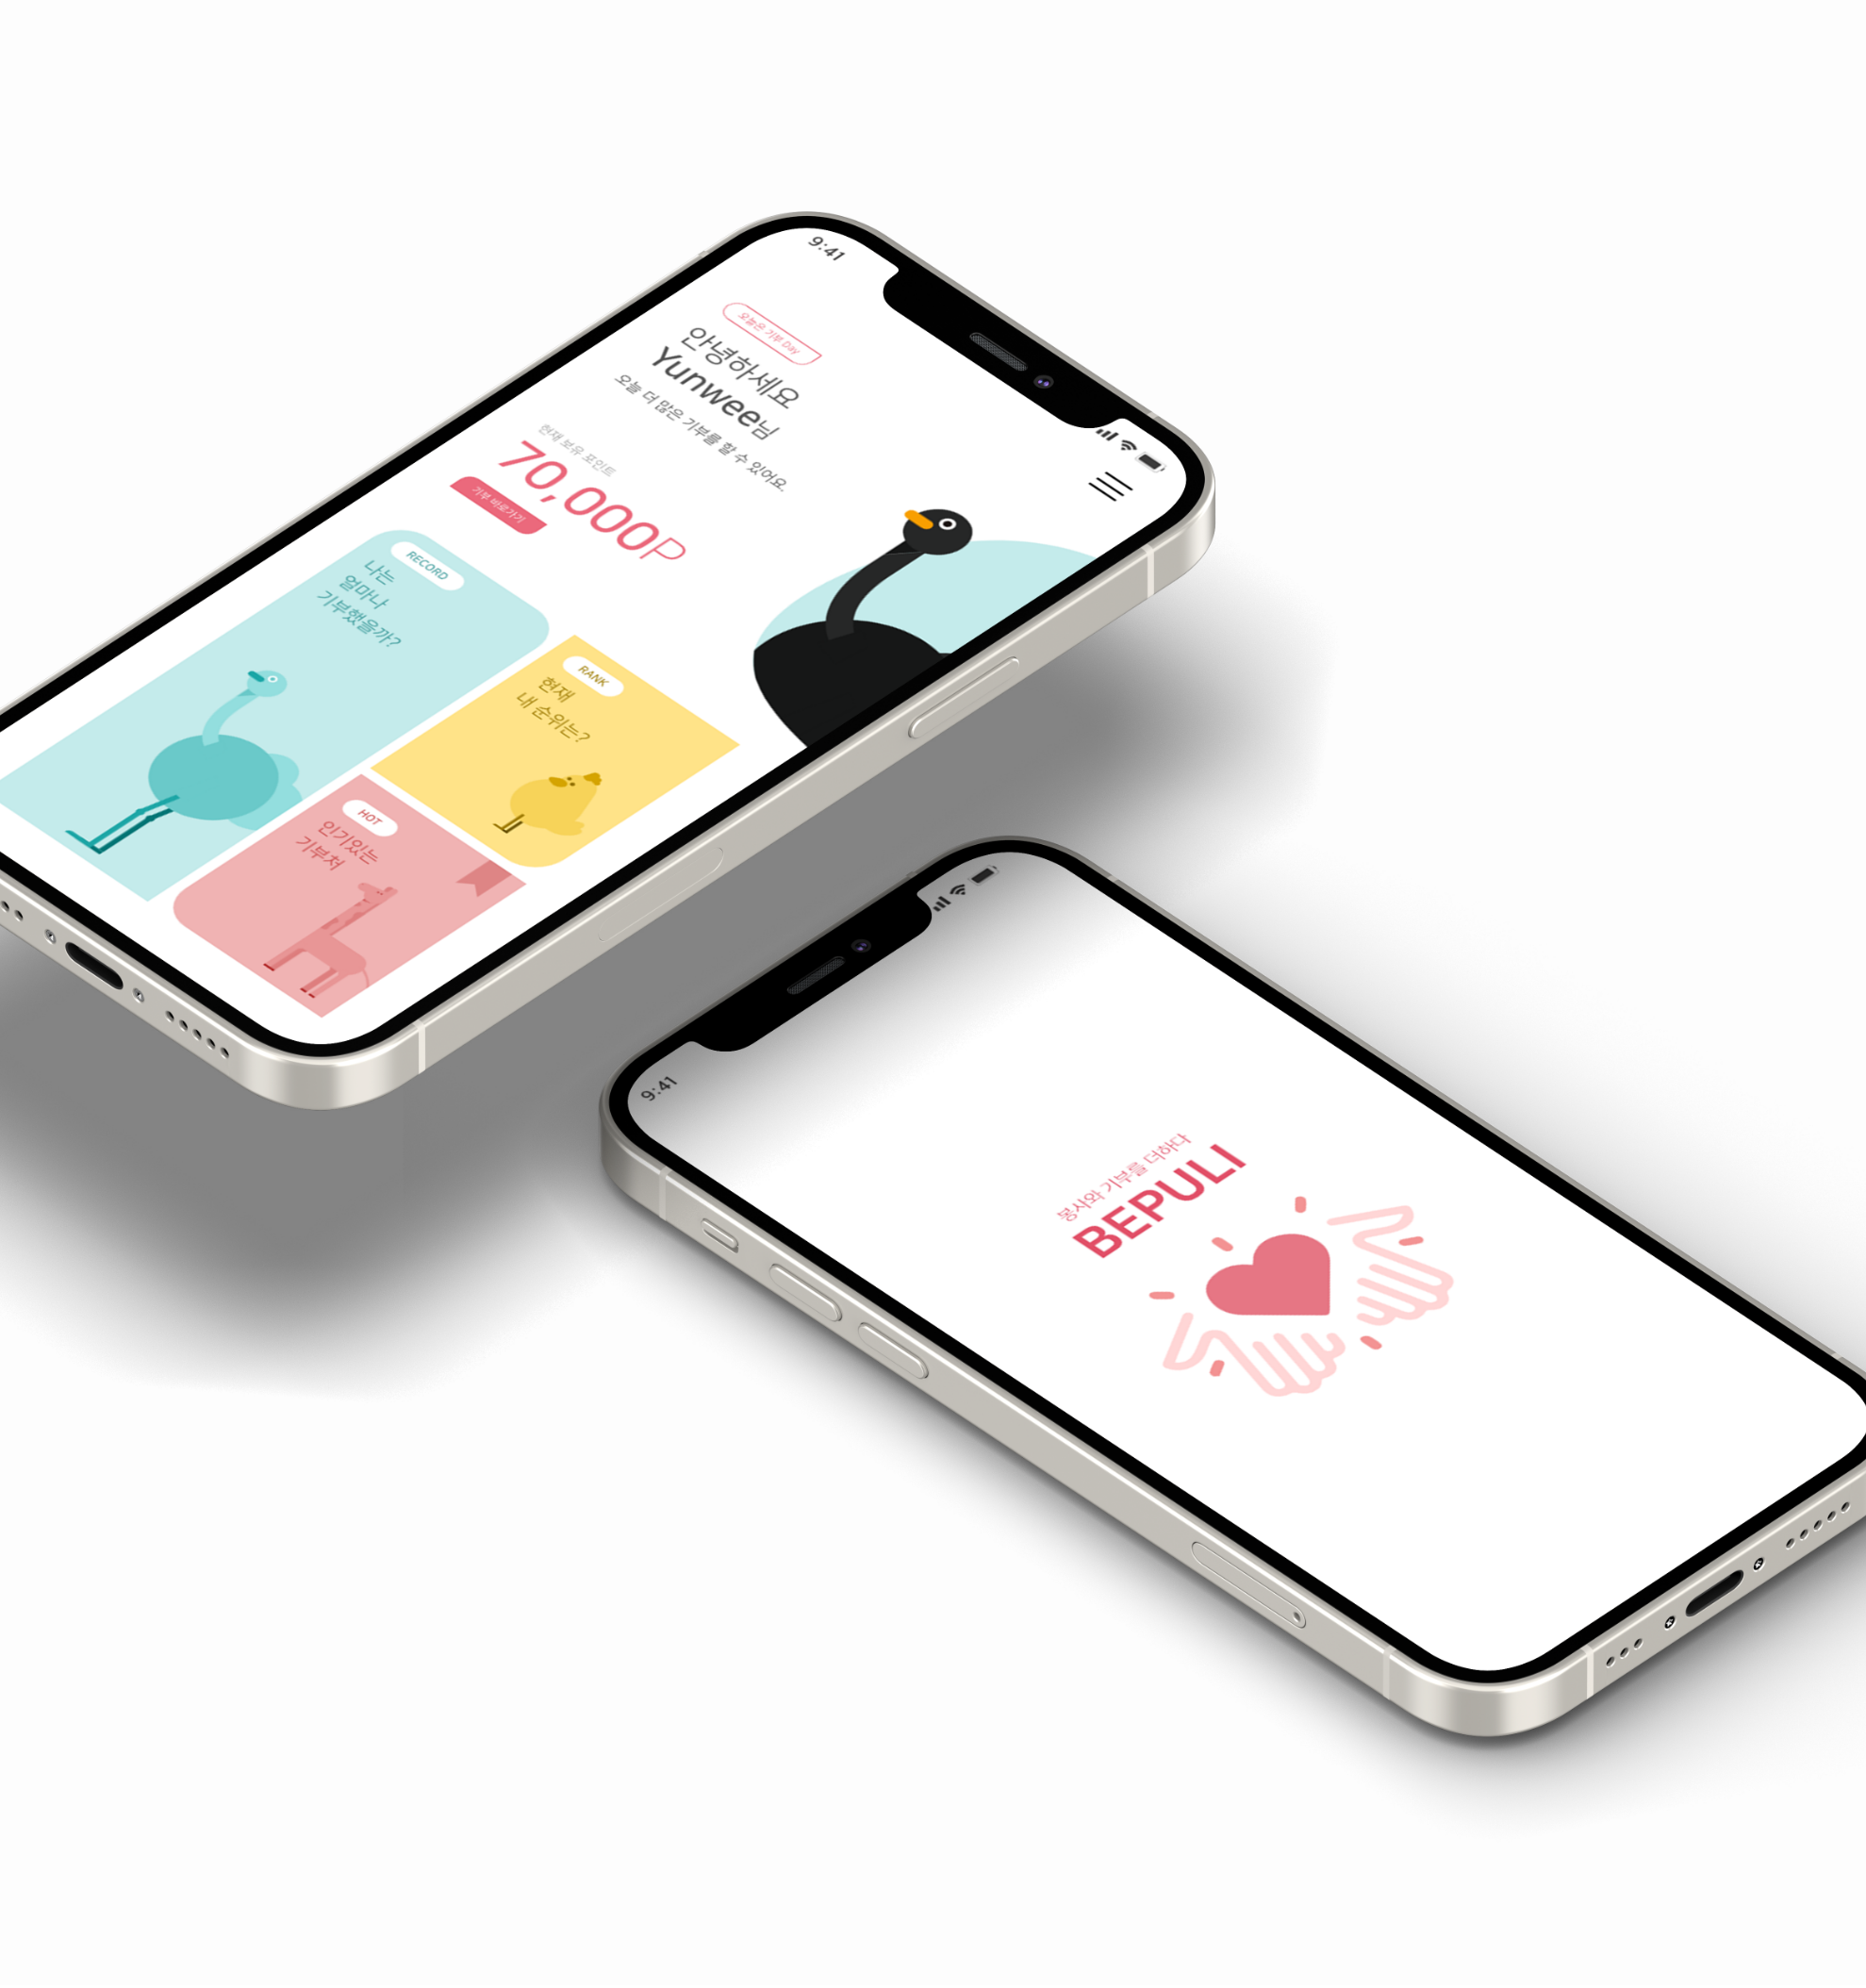 9:41
오늘은 기부 Day
안녕하세요
Yunwee님
오늘 더 많은 기부를 할 수 있어요.
현재 보유 포인트
70,000P
기부 바로가기
RECORD
나는
얼마나
기부했을까?
RANK
현재
내 순위는?
HOT
인기있는
기부처
9:41
봉사와 기부를 더하다
BEPULI